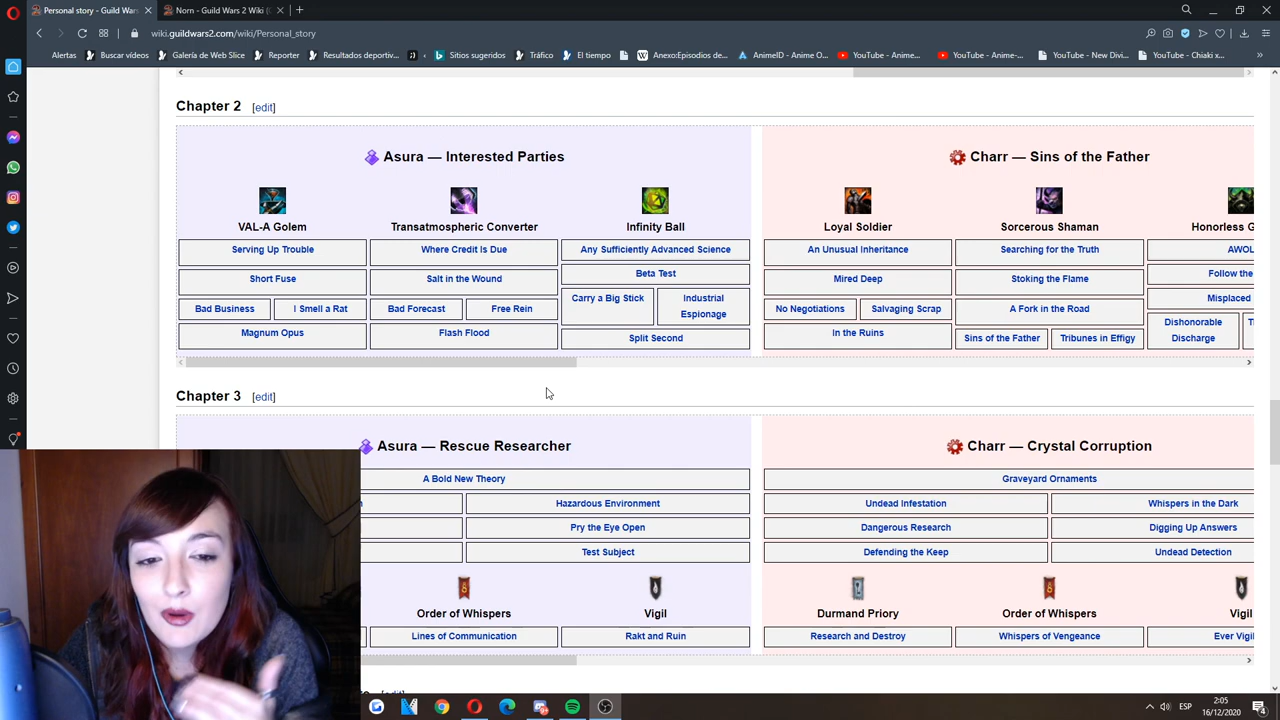 Personal story - Guild Wars
Norn - Guild Wars 2 Wiki (
wiki.guildwars2.com/wiki/Personal_story
Alertas
Buscar vídeos
Galería de Web Slice
Reporter
Resultados deportiv...
Sitios sugeridos
Tráfico
El tiempo
Anexo:Episodios de...
AnimeID - Anime O...
YouTube - Anime...
YouTube - Anime-...
YouTube - New Divi...
YouTube - Chiaki x...
Chapter 2 [edit]
Asura — Interested Parties
Charr — Sins of the Father
VAL-A Golem
Transatmospheric Converter
Infinity Ball
Loyal Soldier
Sorcerous Shaman
Honorless G
Serving Up Trouble
Where Credit Is Due
Any Sufficiently Advanced Science
An Unusual Inheritance
Searching for the Truth
AWOL
Short Fuse
Salt in the Wound
Beta Test
Mired Deep
Stoking the Flame
Follow the
Bad Business
I Smell a Rat
Bad Forecast
Free Rein
Carry a Big Stick
Industrial
Espionage
No Negotiations
Salvaging Scrap
A Fork in the Road
Misplaced
Magnum Opus
Flash Flood
Split Second
In the Ruins
Sins of the Father
Tribunes in Effigy
Dishonorable
Discharge
Chapter 3 [edit]
Asura — Rescue Researcher
Charr — Crystal Corruption
A Bold New Theory
Graveyard Ornaments
Hazardous Environment
Undead Infestation
Whispers in the Dark
Pry the Eye Open
Dangerous Research
Digging Up Answers
Test Subject
Defending the Keep
Undead Detection
Order of Whispers
Vigil
Durmand Priory
Order of Whispers
Vigil
Lines of Communication
Rakt and Ruin
Research and Destroy
Whispers of Vengeance
Ever Vigil
ESP
2:05
16/12/2020
4